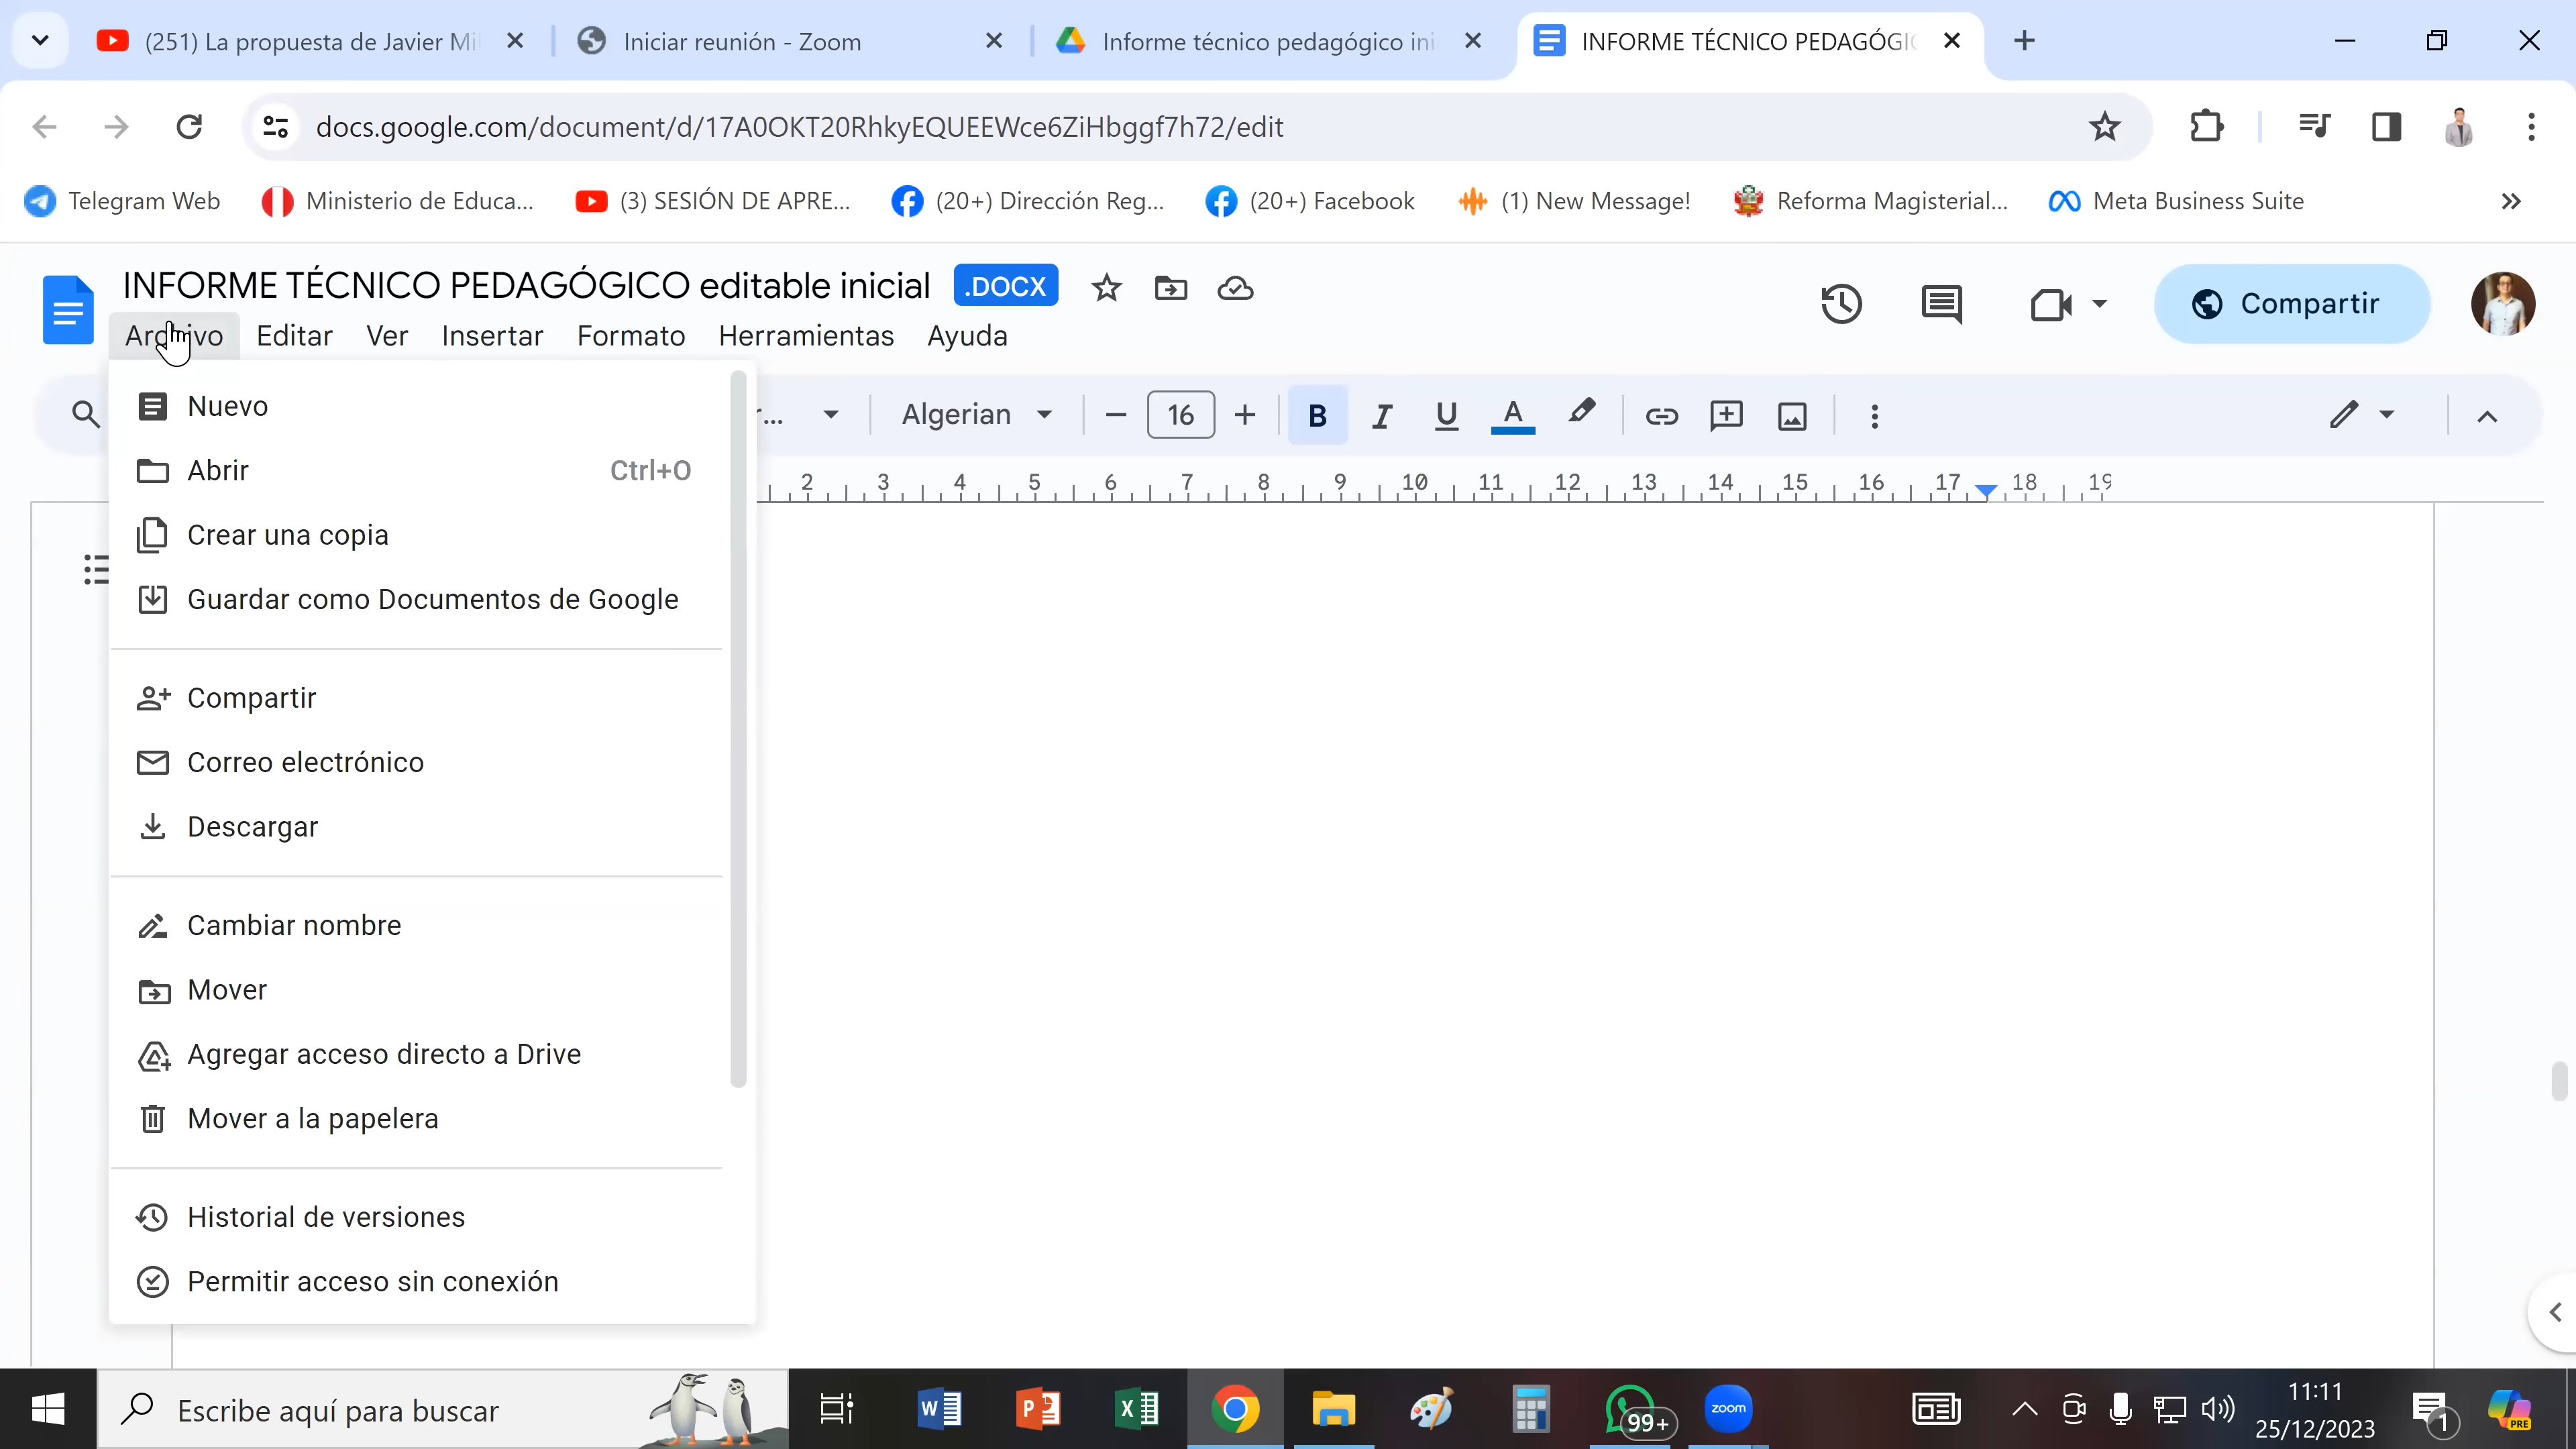 (251) La propuesta de Javier Mil
Iniciar reunión - Zoom
Informe técnico pedagógico ini
INFORME TÉCNICO PEDAGÓGIC
docs.google.com/document/d/17A0OKT20RhkyEQUEEWce6ZiHbggf7h72/edit
Telegram Web
Ministerio de Educa...
(3) SESIÓN DE APRE...
(20+) Dirección Reg...
(20+) Facebook
(1) New Message!
Reforma Magisterial...
Meta Business Suite
INFORME TÉCNICO PEDAGÓGICO editable inicial
.DOCX
Compartir
Archivo Editar Ver Insertar Formato Herramientas Ayuda
Algerian
16
B I U A
2 3 4 5 6 7 8 9 10 11 12 13 14 15 16 17 18 19
Nuevo
Abrir Ctrl+O
Crear una copia
Guardar como Documentos de Google
Compartir
Correo electrónico
Descargar
Cambiar nombre
Mover
Agregar acceso directo a Drive
Mover a la papelera
Historial de versiones
Permitir acceso sin conexión
Escribe aquí para buscar
99+
zoom
11:11
25/12/2023
1
PRE